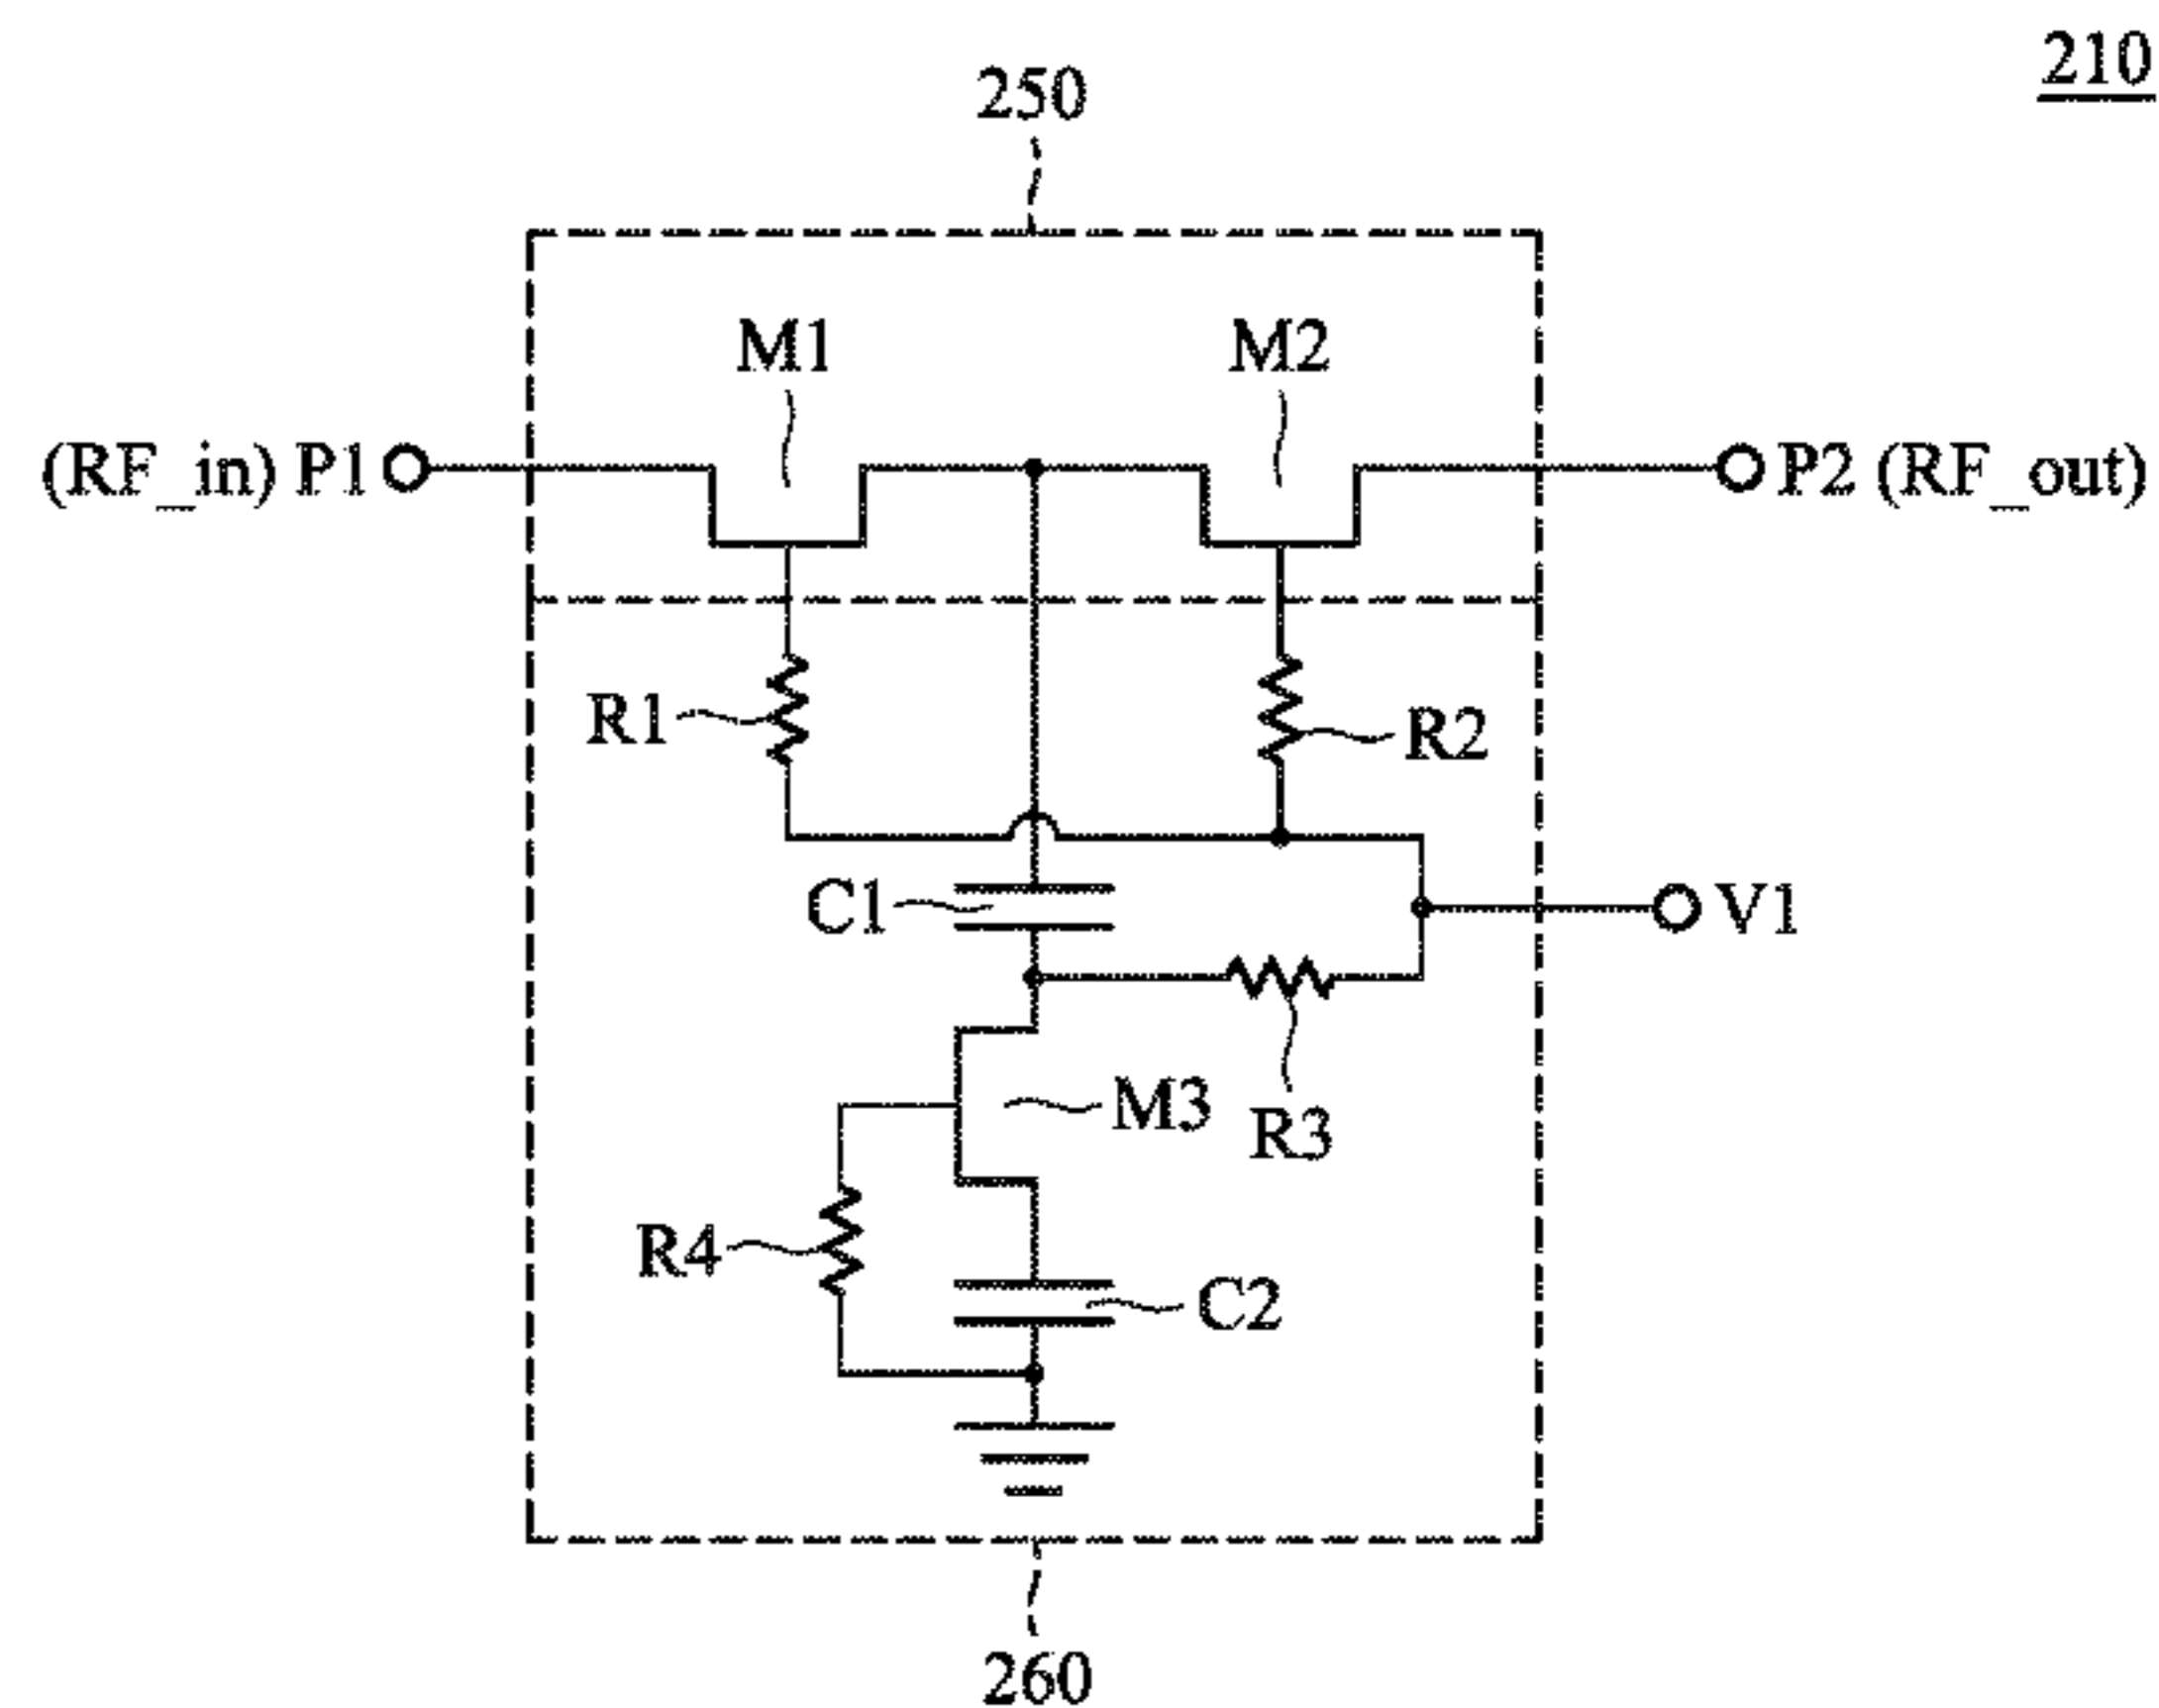 210
250
M1
M2
(RF_in) P1
P2 (RF_out)
R1
R2
C1
V1
M3
R3
R4
C2
260